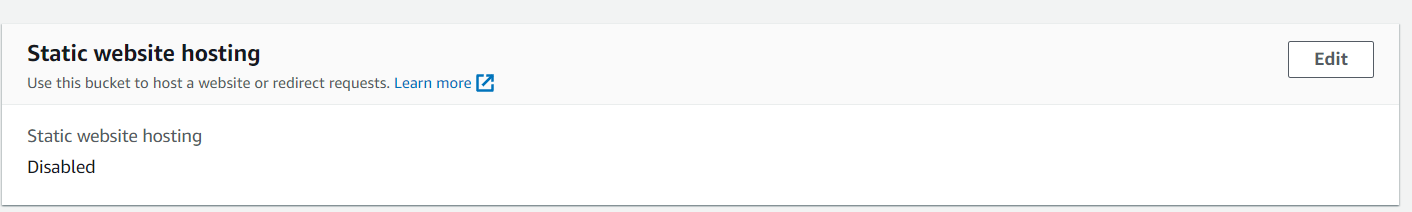 Static website hosting
Edit
Use this bucket to host a website or redirect requests. Learn more
Static website hosting
Disabled